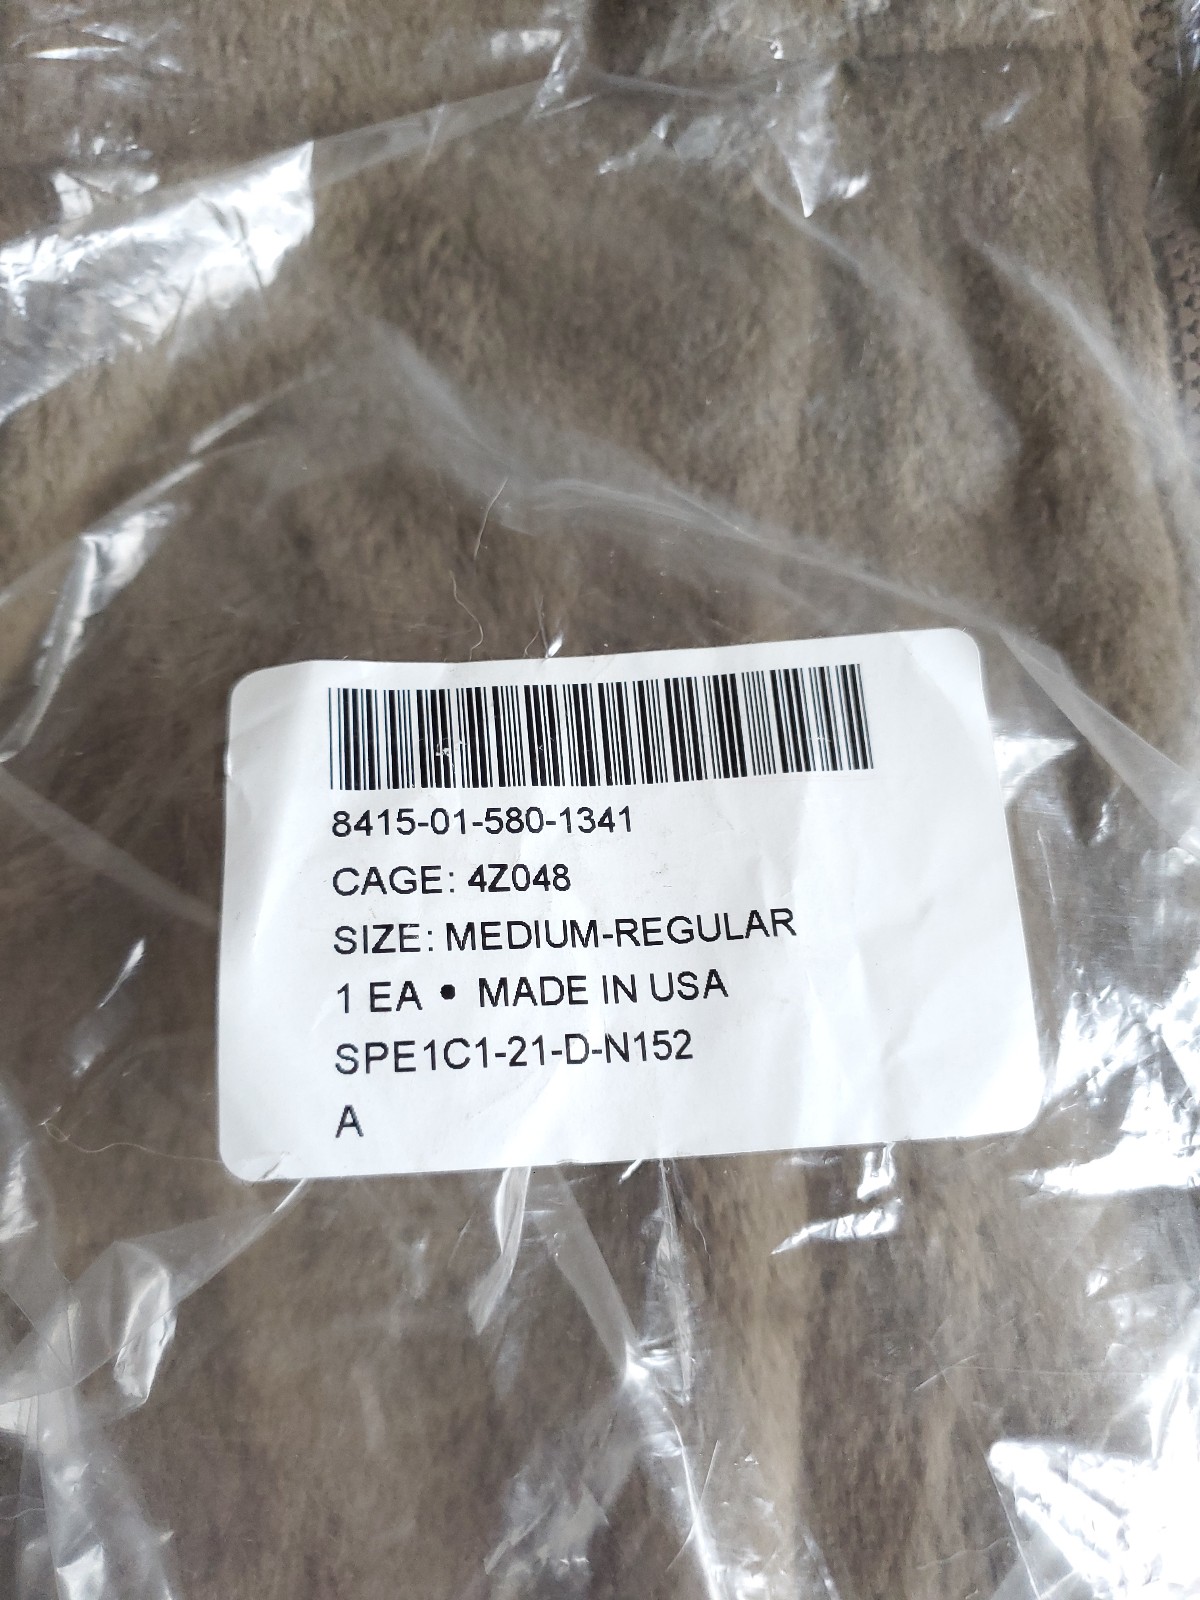 8415-01-580-1341
CAGE: 4Z048
SIZE: MEDIUM-REGULAR
1 EA • MADE IN USA
SPE1C1-21-D-N152
A